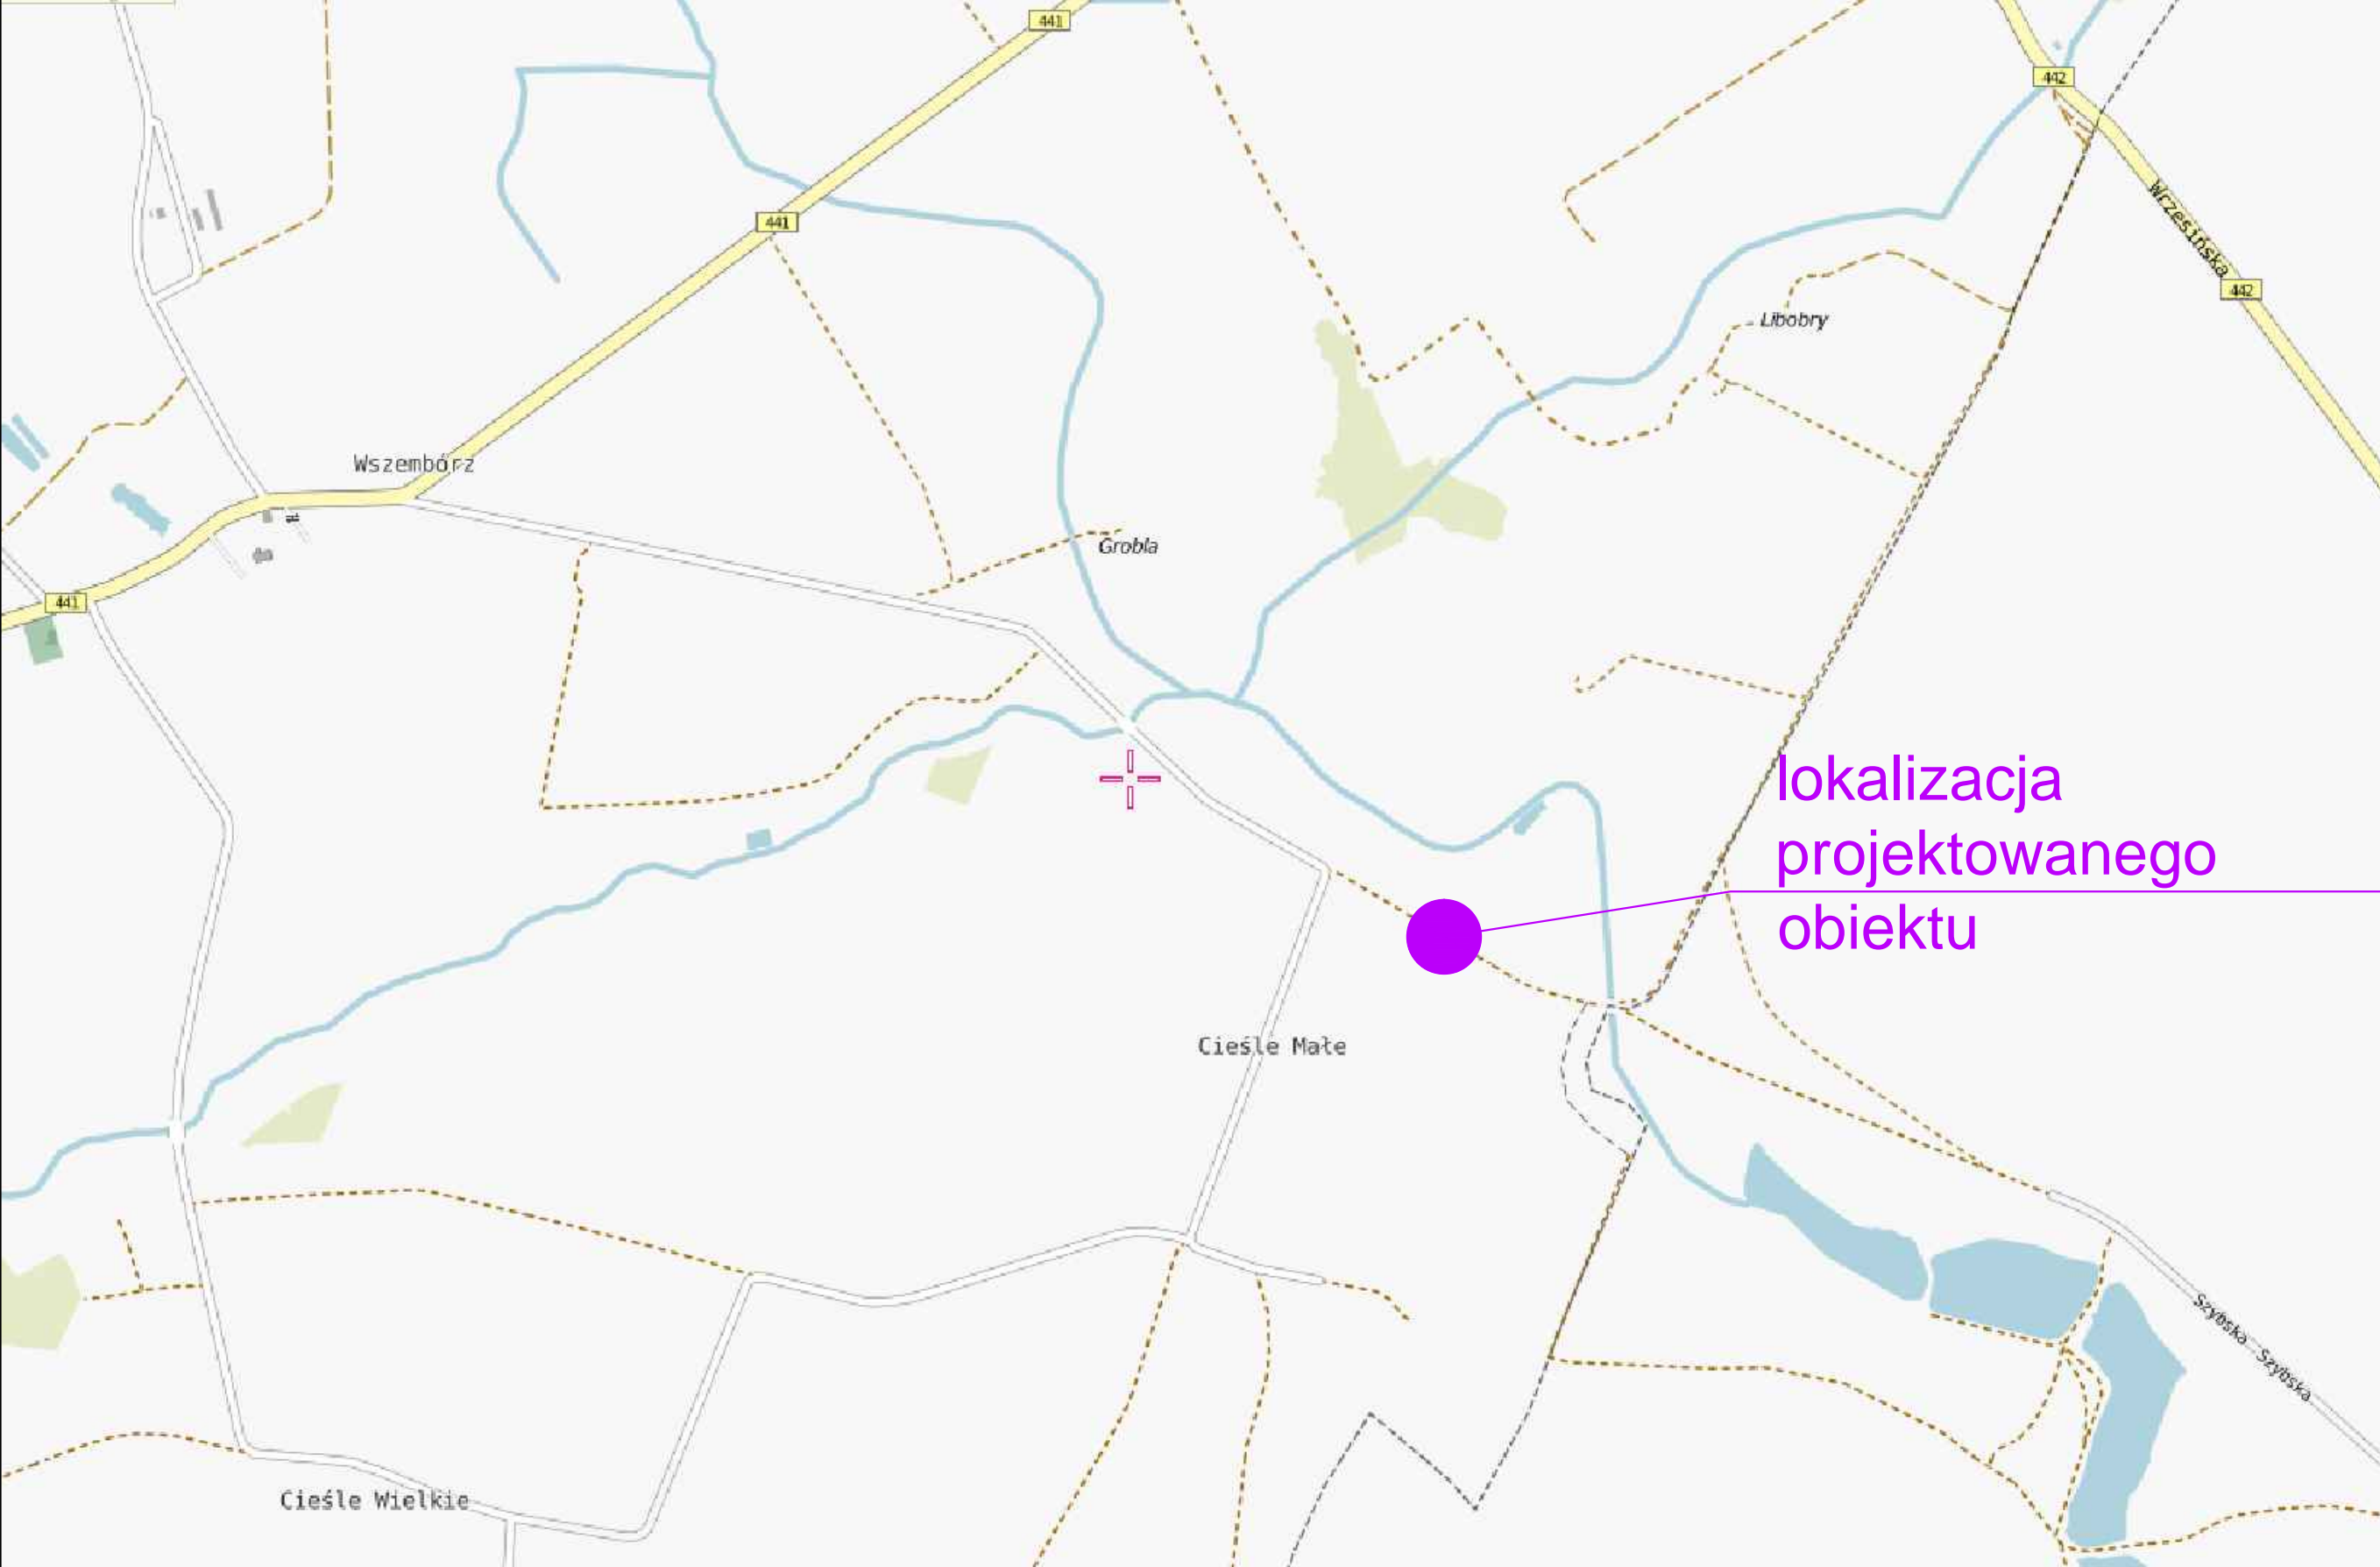 441
442
441
Wrzesińska
442
Libobry
Wszembórz
Grobla
441
lokalizacja
projektowanego
obiektu
Cieśle Małe
Szybska
Szybska
Cieśle Wielkie